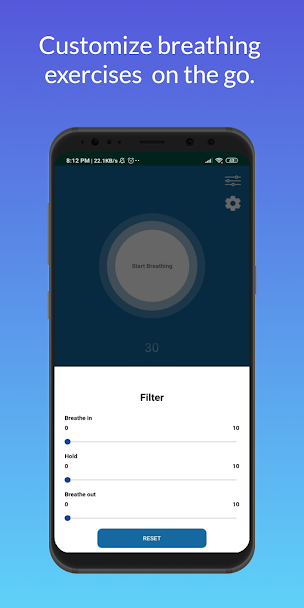 Customize breathing
exercises on the go.
8:12 PM | 22.1KB/s
Start Breathing
30
Filter
Breathe in
0 10
Hold
0 10
Breathe out
0 10
RESET